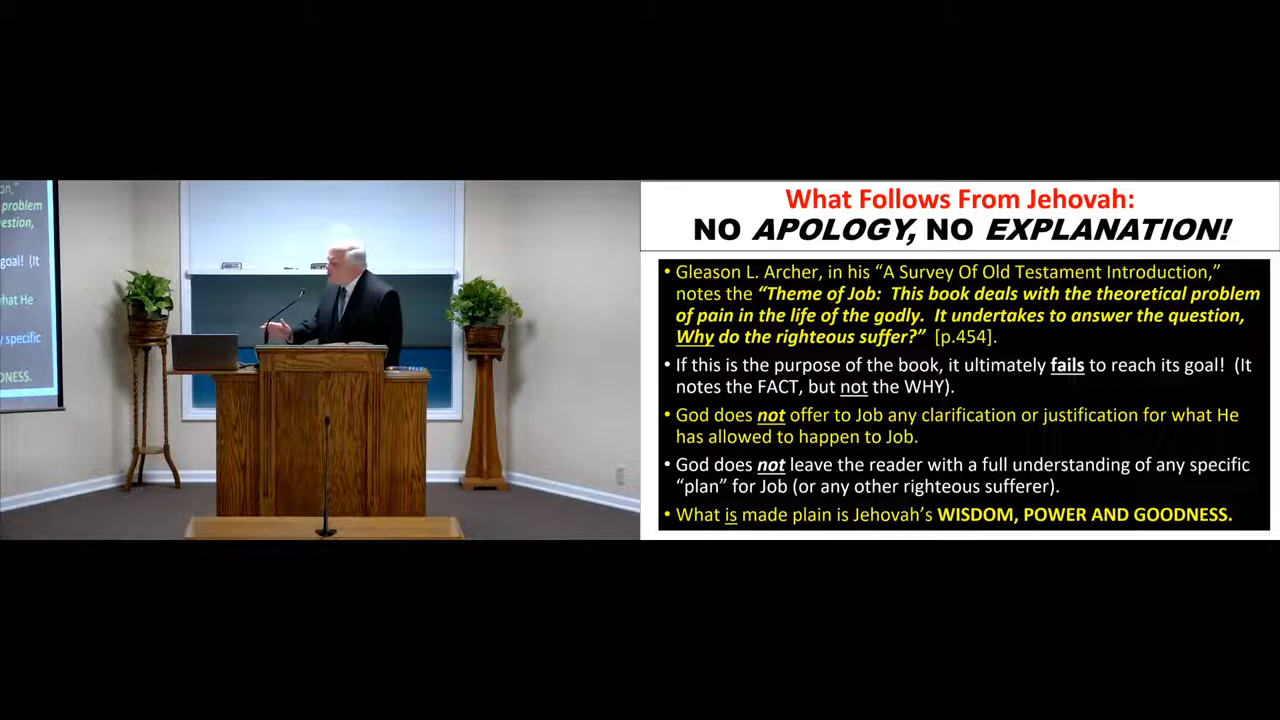 on,"
problem
uestion,
goal! (It
hat He
y specific
DNESS.
What Follows From Jehovah:
NO APOLOGY, NO EXPLANATION!
• Gleason L. Archer, in his “A Survey Of Old Testament Introduction,”
notes the “Theme of Job: This book deals with the theoretical problem
of pain in the life of the godly. It undertakes to answer the question,
Why do the righteous suffer?” [p.454].
• If this is the purpose of the book, it ultimately fails to reach its goal! (It
notes the FACT, but not the WHY).
• God does not offer to Job any clarification or justification for what He
has allowed to happen to Job.
• God does not leave the reader with a full understanding of any specific
“plan” for Job (or any other righteous sufferer).
• What is made plain is Jehovah’s WISDOM, POWER AND GOODNESS.